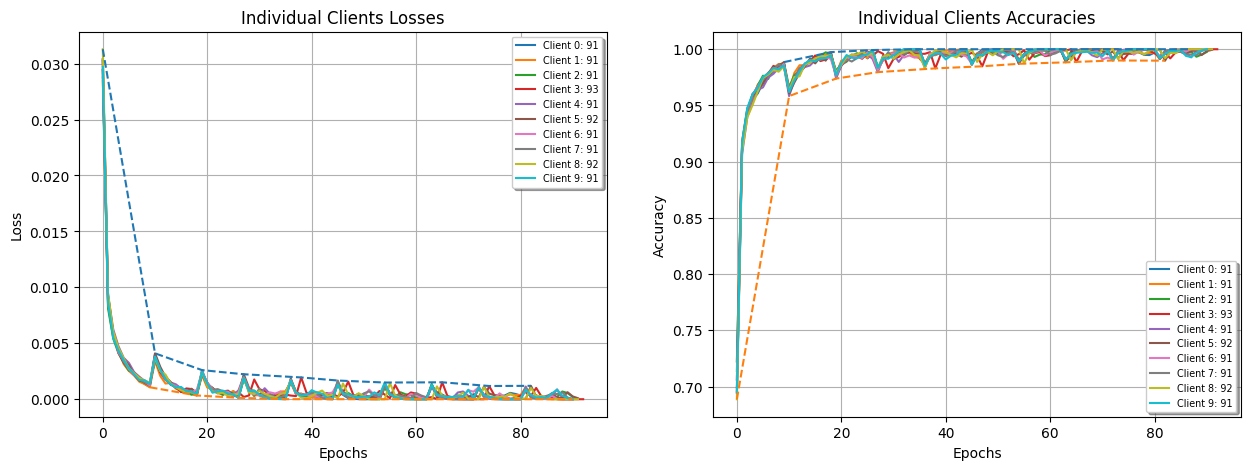 Individual Clients Losses
Loss
0.030
0.025
0.020
0.015
0.010
0.005
0.000
0
20
40
60
80
Epochs
Client 0: 91
Client 1: 91
Client 2: 91
Client 3: 93
Client 4: 91
Client 5: 92
Client 6: 91
Client 7: 91
Client 8: 92
Client 9: 91
Individual Clients Accuracies
Accuracy
1.00
0.95
0.90
0.85
0.80
0.75
0.70
0
20
40
60
80
Epochs
Client 0: 91
Client 1: 91
Client 2: 91
Client 3: 93
Client 4: 91
Client 5: 92
Client 6: 91
Client 7: 91
Client 8: 92
Client 9: 91